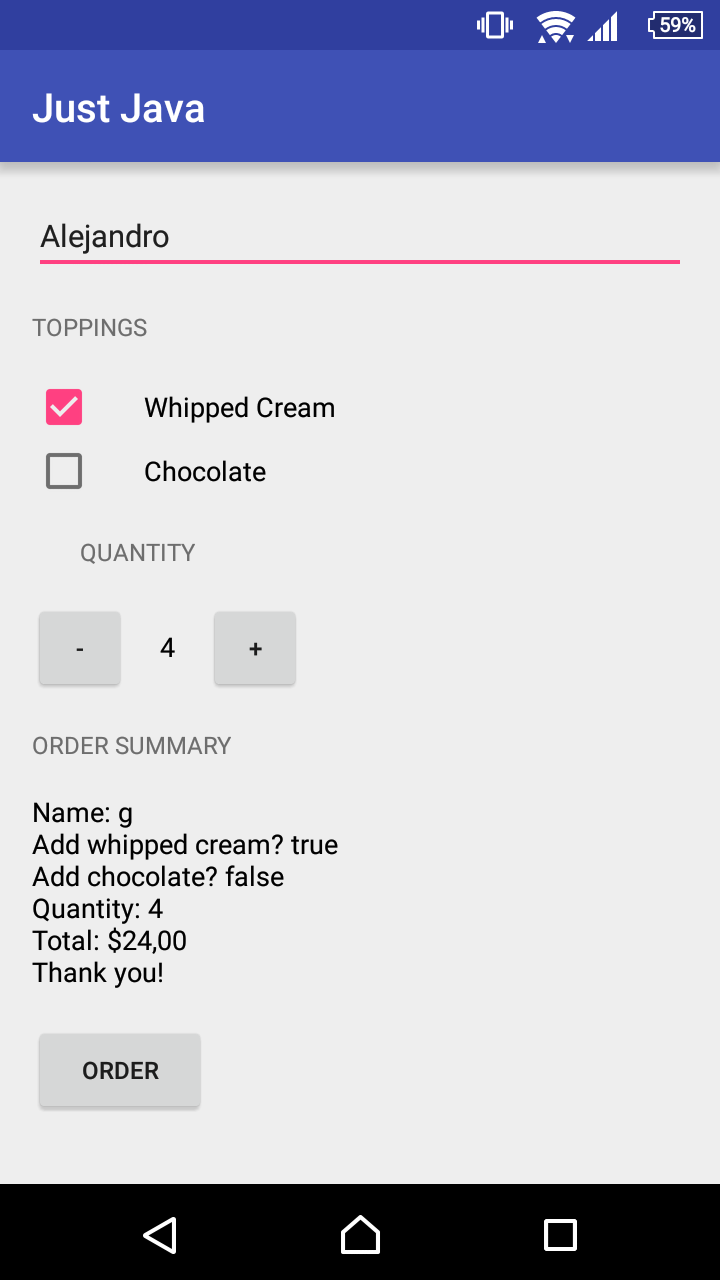 59%
Just Java
Alejandro
TOPPINGS
Whipped Cream
Chocolate
QUANTITY
- 4 +
ORDER SUMMARY
Name: g
Add whipped cream? true
Add chocolate? false
Quantity: 4
Total: $24,00
Thank you!
ORDER